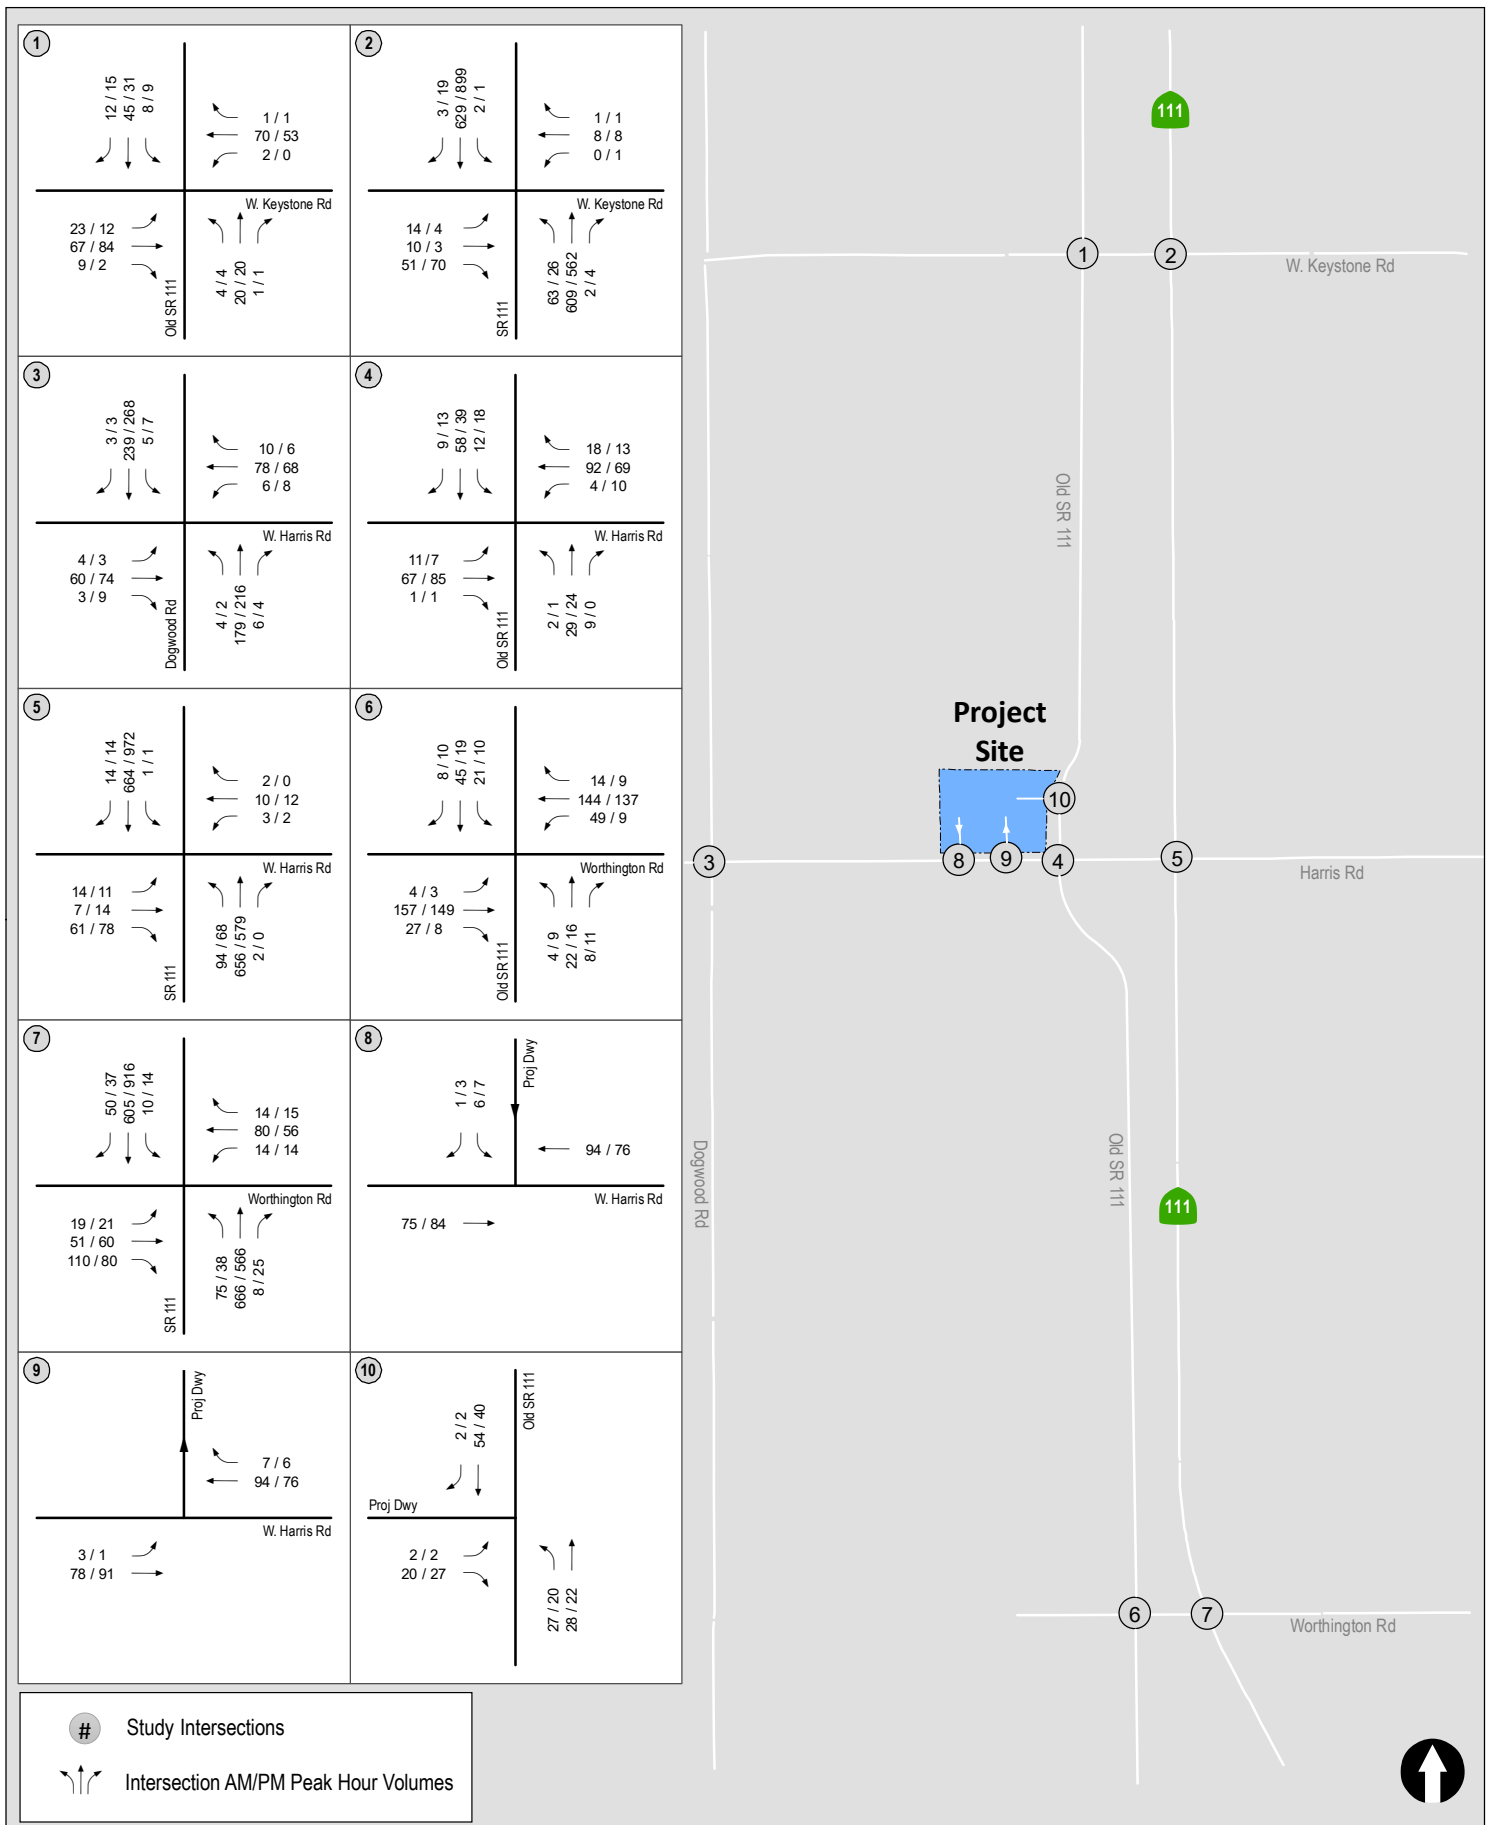 1
12 / 15
45 / 31
8 / 9
1 / 1
70 / 53
2 / 0
W. Keystone Rd
23 / 12
67 / 84
9 / 2
Old SR 111
4 / 4
20 / 20
1 / 1
2
3 / 19
629 / 899
2 / 1
1 / 1
8 / 8
0 / 1
W. Keystone Rd
14 / 4
10 / 3
51 / 70
SR 111
63 / 26
609 / 562
2 / 4
3
3 / 3
239 / 268
5 / 7
10 / 6
78 / 68
6 / 8
W. Harris Rd
4 / 3
60 / 74
3 / 9
Dogwood Rd
4 / 2
179 / 216
6 / 4
4
9 / 13
58 / 39
12 / 18
18 / 13
92 / 69
4 / 10
W. Harris Rd
11 / 7
67 / 85
1 / 1
Old SR 111
2 / 1
29 / 24
9 / 0
5
14 / 14
664 / 972
1 / 1
2 / 0
10 / 12
3 / 2
W. Harris Rd
14 / 11
7 / 14
61 / 78
SR 111
94 / 68
656 / 579
2 / 0
6
8 / 10
45 / 19
21 / 10
14 / 9
144 / 137
49 / 9
Worthington Rd
4 / 3
157 / 149
27 / 8
Old SR 111
4 / 9
22 / 16
8 / 11
7
50 / 37
605 / 916
10 / 14
14 / 15
80 / 56
14 / 14
Worthington Rd
19 / 21
51 / 60
110 / 80
SR 111
75 / 38
666 / 566
8 / 25
8
1 / 3
6 / 7
Proj Dwy
94 / 76
W. Harris Rd
75 / 84
9
Proj Dwy
7 / 6
94 / 76
W. Harris Rd
3 / 1
78 / 91
10
2 / 2
54 / 40
Old SR 111
Proj Dwy
2 / 2
20 / 27
27 / 20
28 / 22
# Study Intersections
Intersection AM/PM Peak Hour Volumes
111
1
2
W. Keystone Rd
Old SR 111
Project
Site
10
3
8
9
4
5
Harris Rd
Dogwood Rd
Old SR 111
111
6
7
Worthington Rd